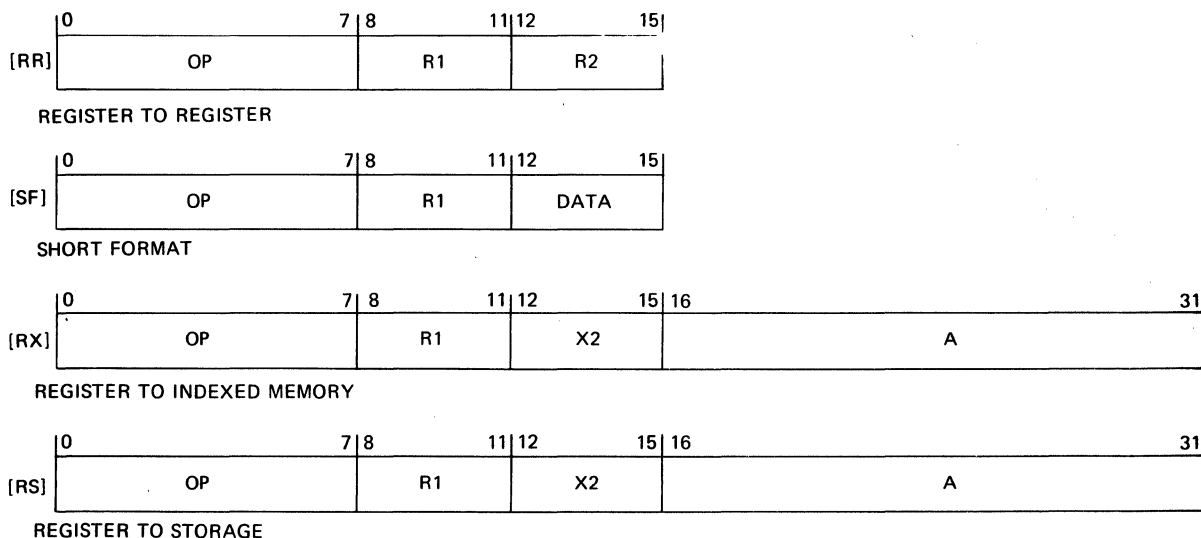 0 7 8 11 12 15
[RR] OP R1 R2
REGISTER TO REGISTER
0 7 8 11 12 15
[SF] OP R1 DATA
SHORT FORMAT
0 7 8 11 12 15 16 31
[RX] OP R1 X2 A
REGISTER TO INDEXED MEMORY
0 7 8 11 12 15 16 31
[RS] OP R1 X2 A
REGISTER TO STORAGE